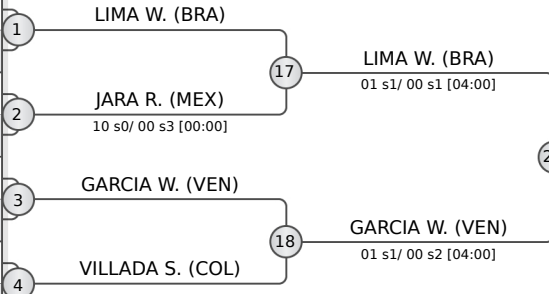 LIMA W. (BRA)
1
17
LIMA W. (BRA)
01 s1/ 00 s1 [04:00]
JARA R. (MEX)
2
10 s0/ 00 s3 [00:00]
GARCIA W. (VEN)
3
18
GARCIA W. (VEN)
01 s1/ 00 s2 [04:00]
VILLADA S. (COL)
4